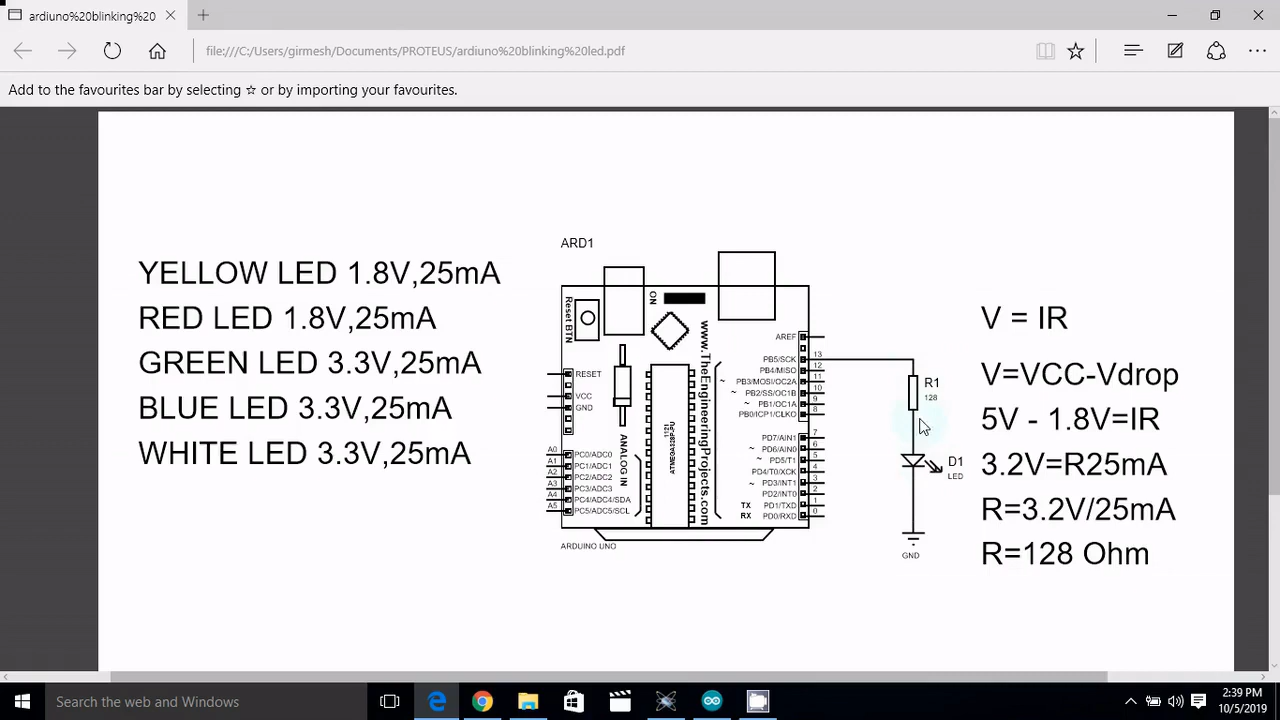 ardiuno%20blinking%20
file:///C:/Users/girmesh/Documents/PROTEUS/ardiuno%20blinking%20led.pdf
Add to the favourites bar by selecting ☆ or by importing your favourites.
YELLOW LED 1.8V,25mA
RED LED 1.8V,25mA
GREEN LED 3.3V,25mA
BLUE LED 3.3V,25mA
WHITE LED 3.3V,25mA
ARD1
Reset BTN
ON
www.TheEngineeringProjects.com
ANALOG IN
RESET
VCC
GND
A0 PC0/ADC0
A1 PC1/ADC1
A2 PC2/ADC2
A3 PC3/ADC3
A4 PC4/ADC4/SDA
A5 PC5/ADC5/SCL
AREF
PB5/SCK 13
PB4/MISO 12
~ PB3/MOSI/OC2A 11
~ PB2/SS/OC1B 10
~ PB1/OC1A 9
PB0/ICP1/CLKO 8
PD7/AIN1 7
~ PD6/AIN0 6
~ PD5/T1 5
PD4/T0/XCK 4
~ PD3/INT1 3
PD2/INT0 2
TX PD1/TXD 1
RX PD0/RXD 0
ARDUINO UNO
R1
128
D1
LED
GND
V = IR
V=VCC-Vdrop
5V - 1.8V=IR
3.2V=R25mA
R=3.2V/25mA
R=128 Ohm
Search the web and Windows
2:39 PM
10/5/2019